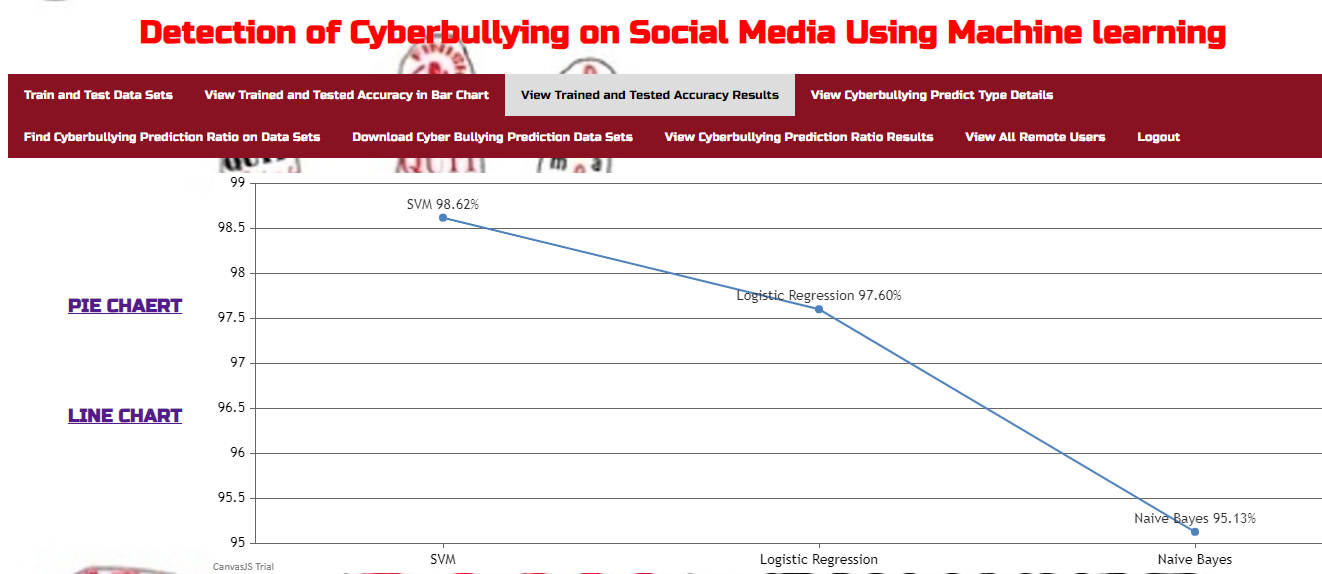 Detection of Cyberbullying on Social Media Using Machine learning
Train and Test Data Sets
View Trained and Tested Accuracy in Bar Chart
View Trained and Tested Accuracy Results
View Cyberbullying Predict Type Details
Find Cyberbullying Prediction Ratio on Data Sets
Download Cyber Bullying Prediction Data Sets
View Cyberbullying Prediction Ratio Results
View All Remote Users
Logout
PIE CHAERT
LINE CHART
99
98.5
98
97.5
97
96.5
96
95.5
95
SVM 98.62%
Logistic Regression 97.60%
Naive Bayes 95.13%
SVM
Logistic Regression
Naive Bayes
CanvasJS Trial